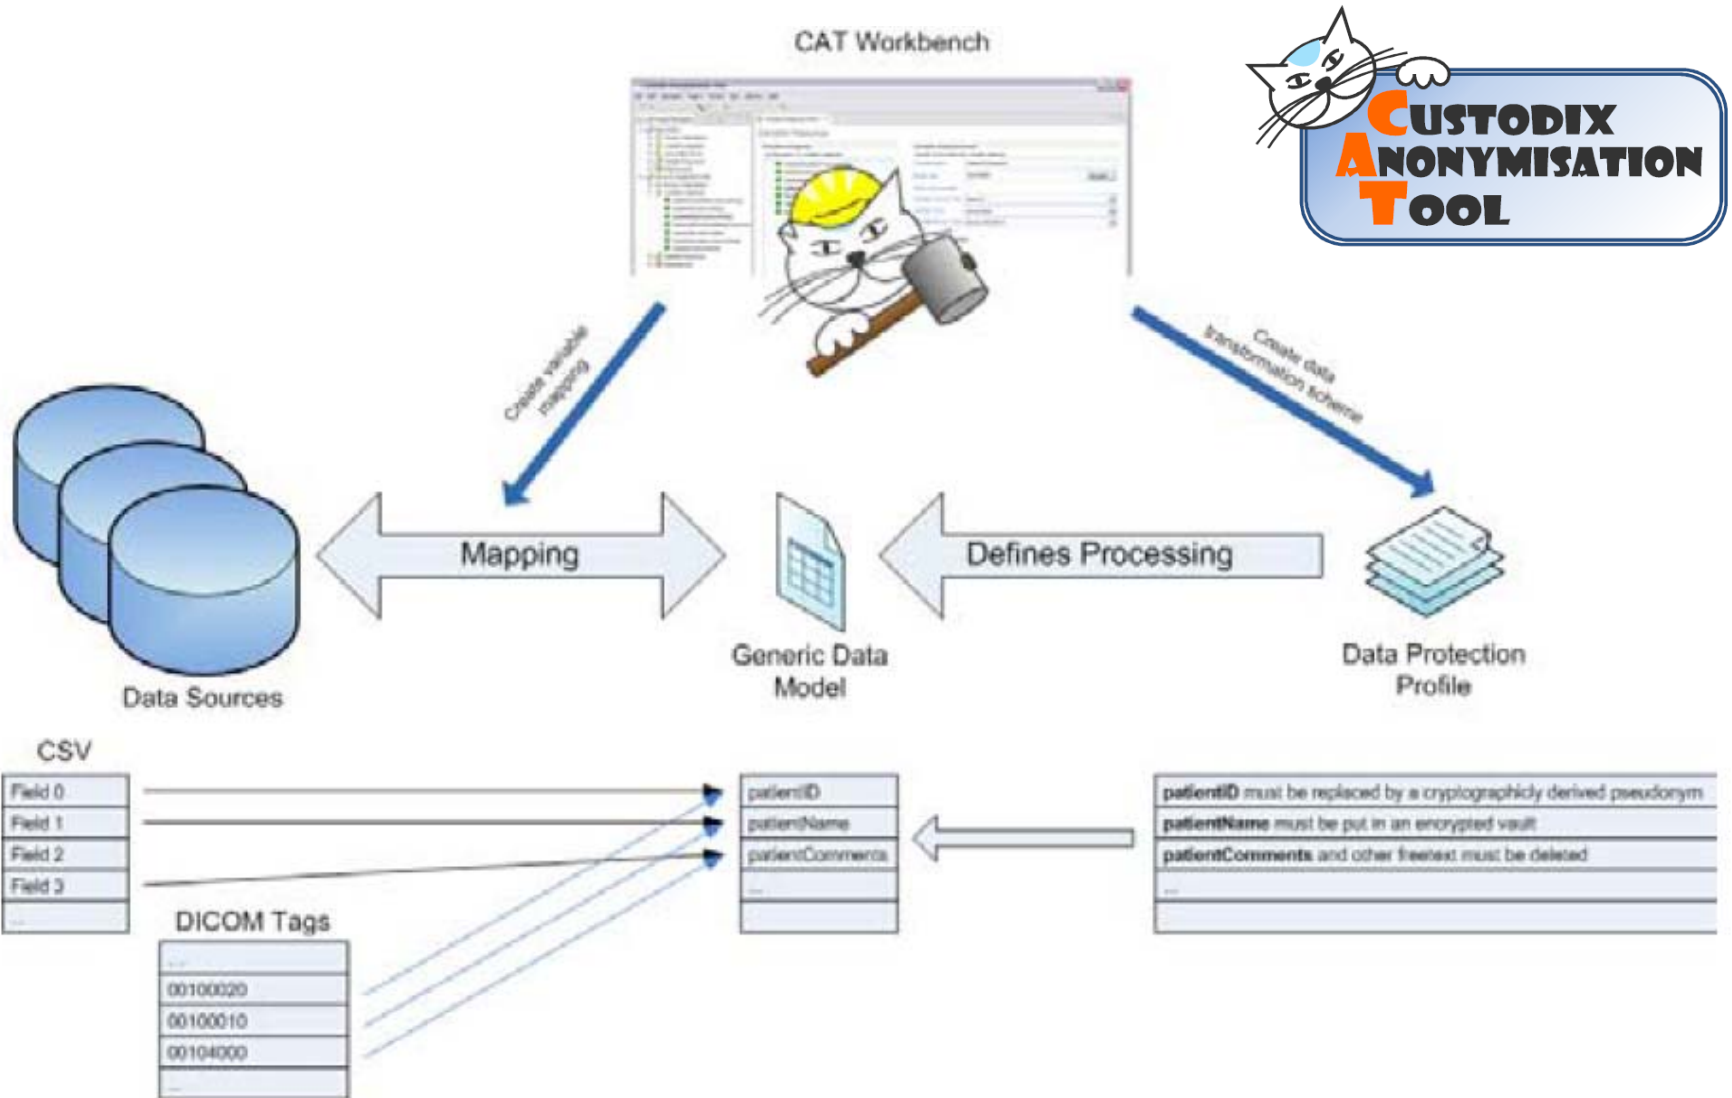 CAT Workbench
CUSTODIX
ANONYMISATION
TOOL
Create variable
mapping
Create data
transformation scheme
Mapping
Defines Processing
Data Sources
Generic Data
Model
Data Protection
Profile
CSV
Field 0
Field 1
Field 2
Field 3
...
patientID
patientName
patientComments
...
patientID must be replaced by a cryptographicly derived pseudonym
patientName must be put in an encrypted vault
patientComments and other freetext must be deleted
...
DICOM Tags
...
00100020
00100010
00104000
...